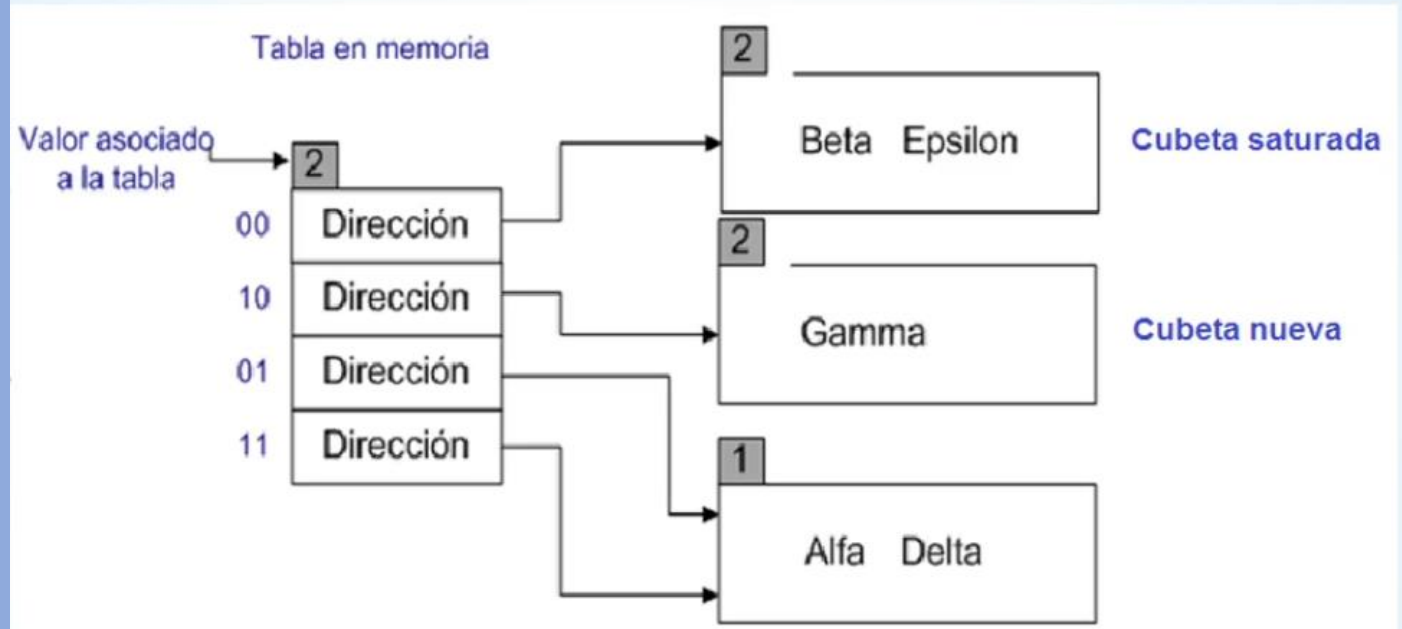 Tabla en memoria
Valor asociado
a la tabla
2
00 Dirección
10 Dirección
01 Dirección
11 Dirección
2
Beta Epsilon
Cubeta saturada
2
Gamma
Cubeta nueva
1
Alfa Delta